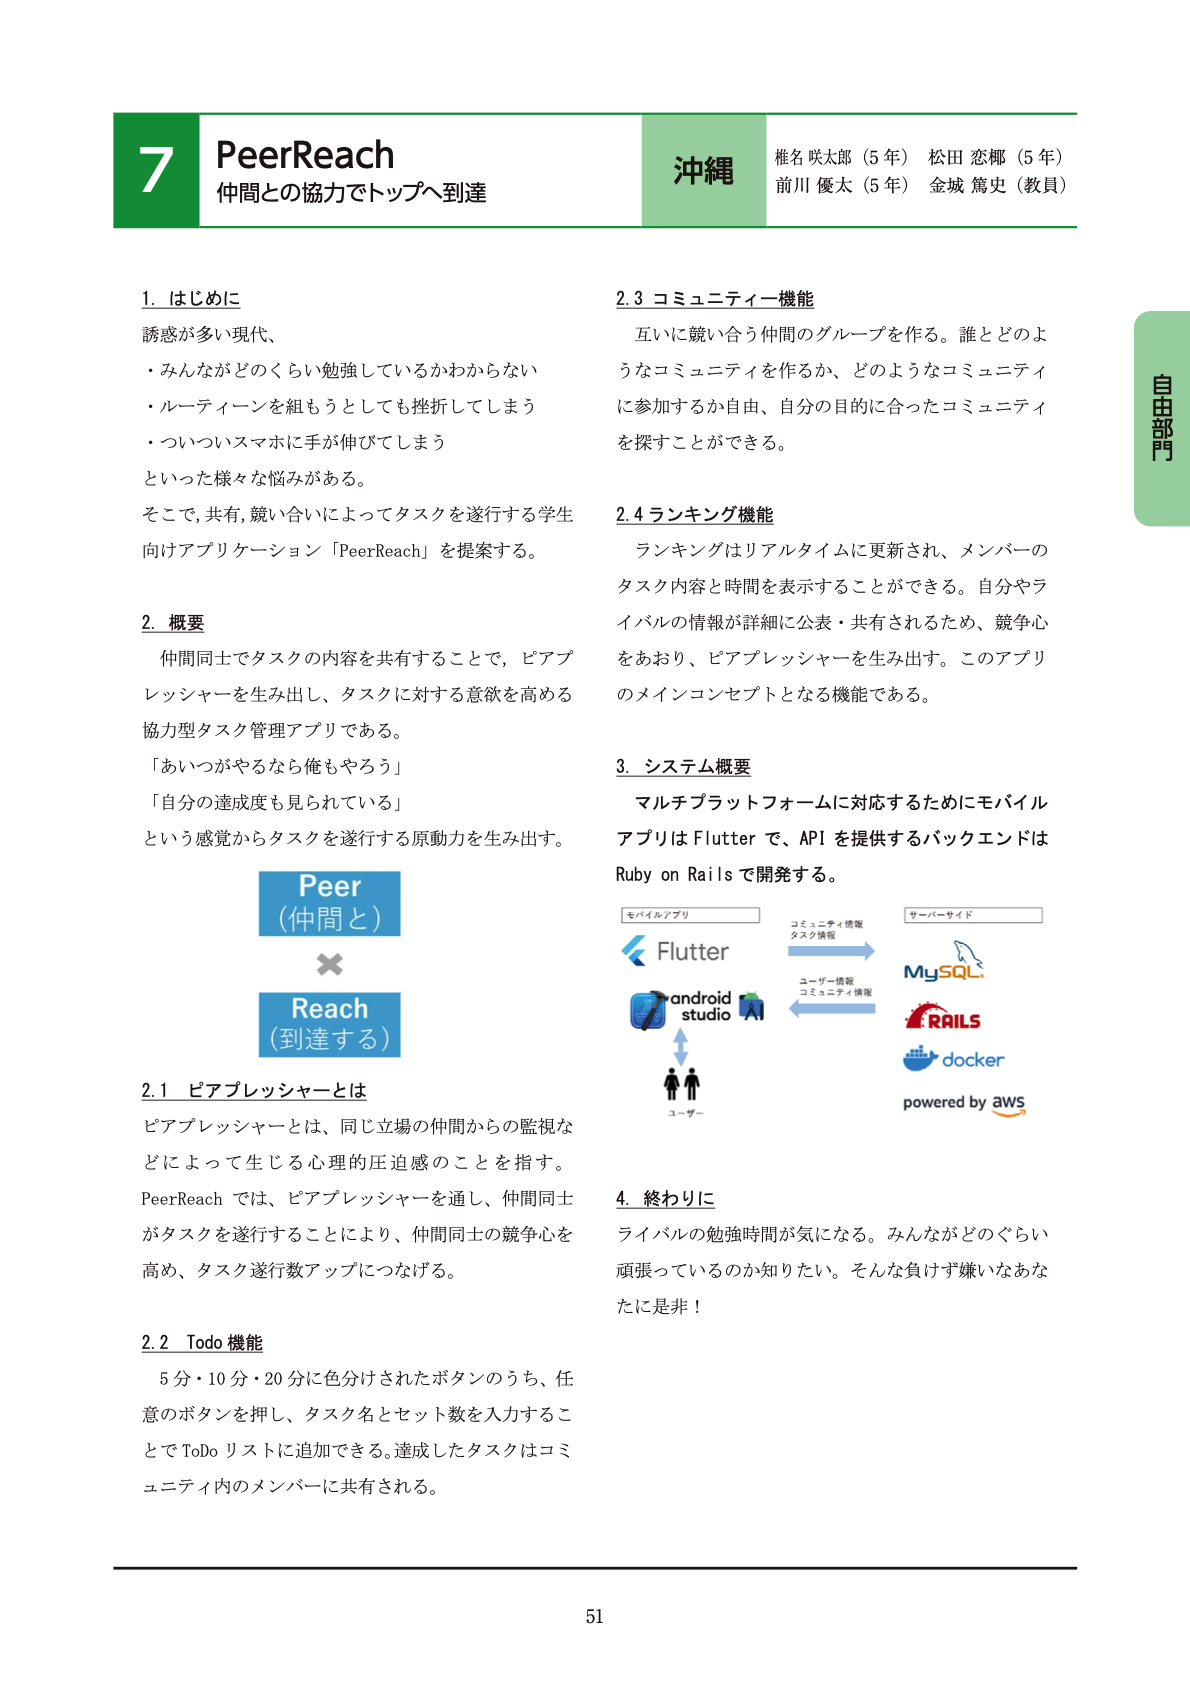 7
PeerReach
仲間との協力でトップへ到達
沖縄
椎名 咲太郎（5 年）　松田 恋椰（5 年）
前川 優太（5 年）　金城 篤史（教員）
自由部門
1. はじめに
誘惑が多い現代、
・みんながどのくらい勉強しているかわからない
・ルーティーンを組もうとしても挫折してしまう
・ついついスマホに手が伸びてしまう
といった様々な悩みがある。
そこで,共有,競い合いによってタスクを遂行する学生
向けアプリケーション「PeerReach」を提案する。
2. 概要
仲間同士でタスクの内容を共有することで，ピアプ
レッシャーを生み出し、タスクに対する意欲を高める
協力型タスク管理アプリである。
「あいつがやるなら俺もやろう」
「自分の達成度も見られている」
という感覚からタスクを遂行する原動力を生み出す。
Peer
（仲間と）
✖
Reach
（到達する）
2.1　ピアプレッシャーとは
ピアプレッシャーとは、同じ立場の仲間からの監視な
どによって生じる心理的圧迫感のことを指す。
PeerReach では、ピアプレッシャーを通し、仲間同士
がタスクを遂行することにより、仲間同士の競争心を
高め、タスク遂行数アップにつなげる。
2.2　Todo 機能
5 分・10 分・20 分に色分けされたボタンのうち、任
意のボタンを押し、タスク名とセット数を入力するこ
とで ToDo リストに追加できる。達成したタスクはコミ
ュニティ内のメンバーに共有される。
2.3 コミュニティー機能
互いに競い合う仲間のグループを作る。誰とどのよ
うなコミュニティを作るか、どのようなコミュニティ
に参加するか自由、自分の目的に合ったコミュニティ
を探すことができる。
2.4 ランキング機能
ランキングはリアルタイムに更新され、メンバーの
タスク内容と時間を表示することができる。自分やラ
イバルの情報が詳細に公表・共有されるため、競争心
をあおり、ピアプレッシャーを生み出す。このアプリ
のメインコンセプトとなる機能である。
3. システム概要
マルチプラットフォームに対応するためにモバイル
アプリは Flutter で、API を提供するバックエンドは
Ruby on Rails で開発する。
モバイルアプリ
Flutter
android
studio
ユーザー
コミュニティ情報
タスク情報
ユーザー情報
コミュニティ情報
サーバーサイド
MySQL
RAILS
docker
powered by aws
4. 終わりに
ライバルの勉強時間が気になる。みんながどのぐらい
頑張っているのか知りたい。そんな負けず嫌いなあな
たに是非！
51